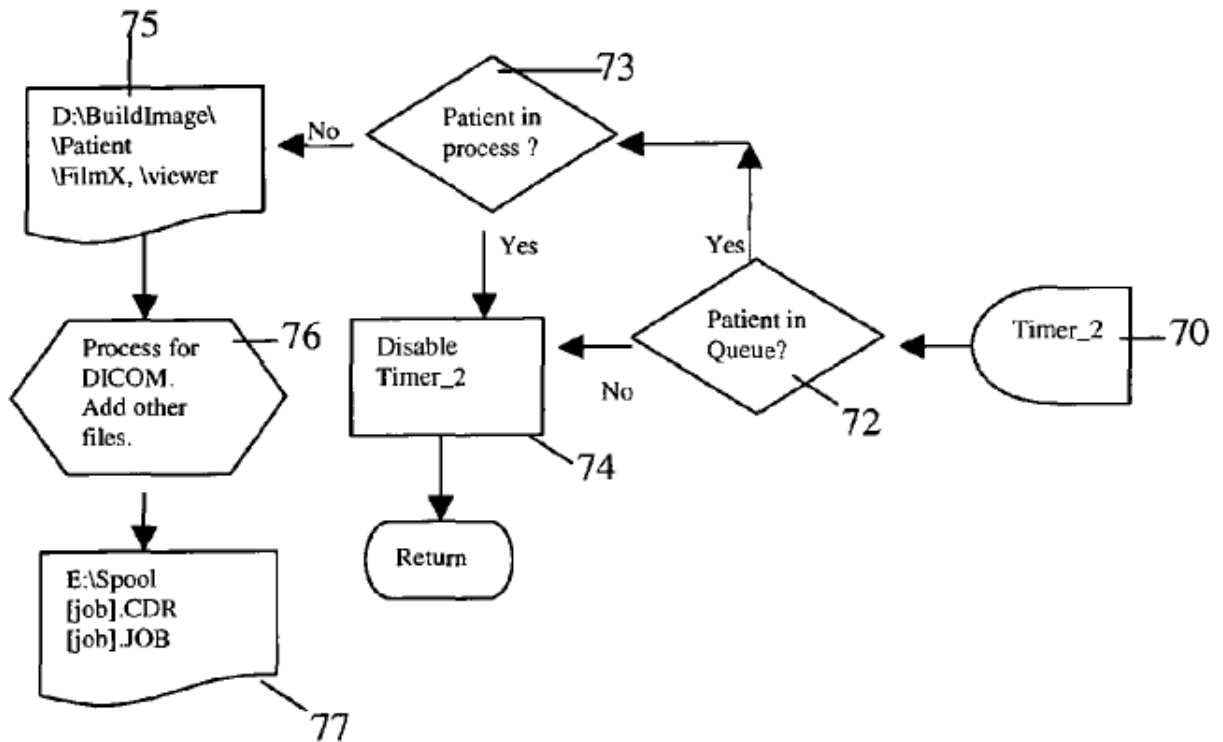 75
D:\BuildImage\
\Patient
\FilmX, \viewer
No
Patient in
process ?
73
Yes
Yes
Patient in
Queue?
72
No
Timer_2
70
Disable
Timer_2
74
Return
Process for
DICOM.
Add other
files.
76
E:\Spool
[job].CDR
[job].JOB
77